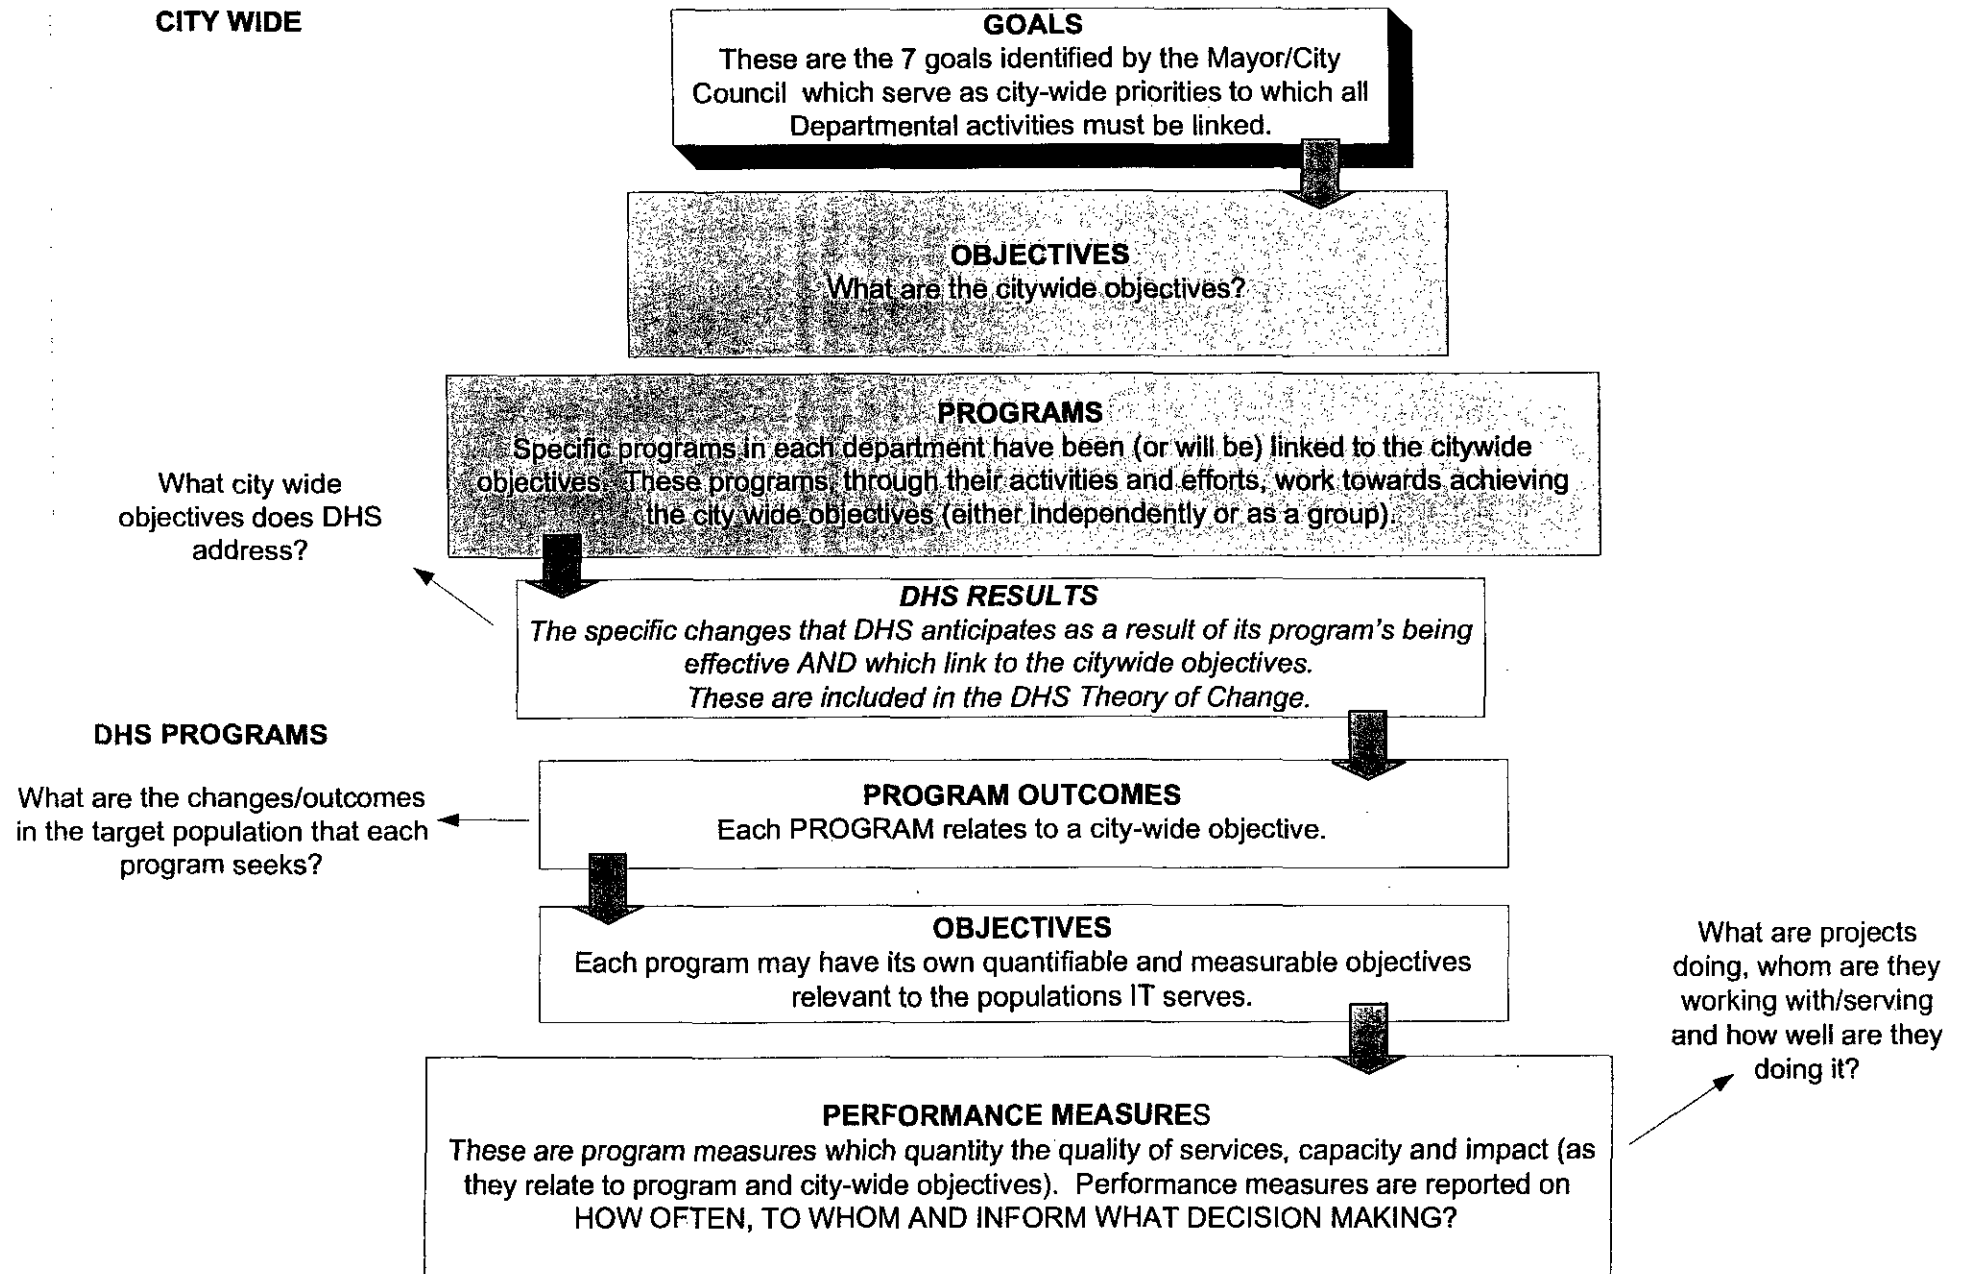 CITY WIDE
GOALS
These are the 7 goals identified by the Mayor/City
Council which serve as city-wide priorities to which all
Departmental activities must be linked.
OBJECTIVES
What are the citywide objectives?
PROGRAMS
Specific programs in each department have been (or will be) linked to the citywide
objectives. These programs, through their activities and efforts, work towards achieving
the city wide objectives (either independently or as a group).
What city wide
objectives does DHS
address?
DHS RESULTS
The specific changes that DHS anticipates as a result of its program's being
effective AND which link to the citywide objectives.
These are included in the DHS Theory of Change.
DHS PROGRAMS
What are the changes/outcomes
in the target population that each
program seeks?
PROGRAM OUTCOMES
Each PROGRAM relates to a city-wide objective.
OBJECTIVES
Each program may have its own quantifiable and measurable objectives
relevant to the populations IT serves.
What are projects
doing, whom are they
working with/serving
and how well are they
doing it?
PERFORMANCE MEASURES
These are program measures which quantity the quality of services, capacity and impact (as
they relate to program and city-wide objectives). Performance measures are reported on
HOW OFTEN, TO WHOM AND INFORM WHAT DECISION MAKING?